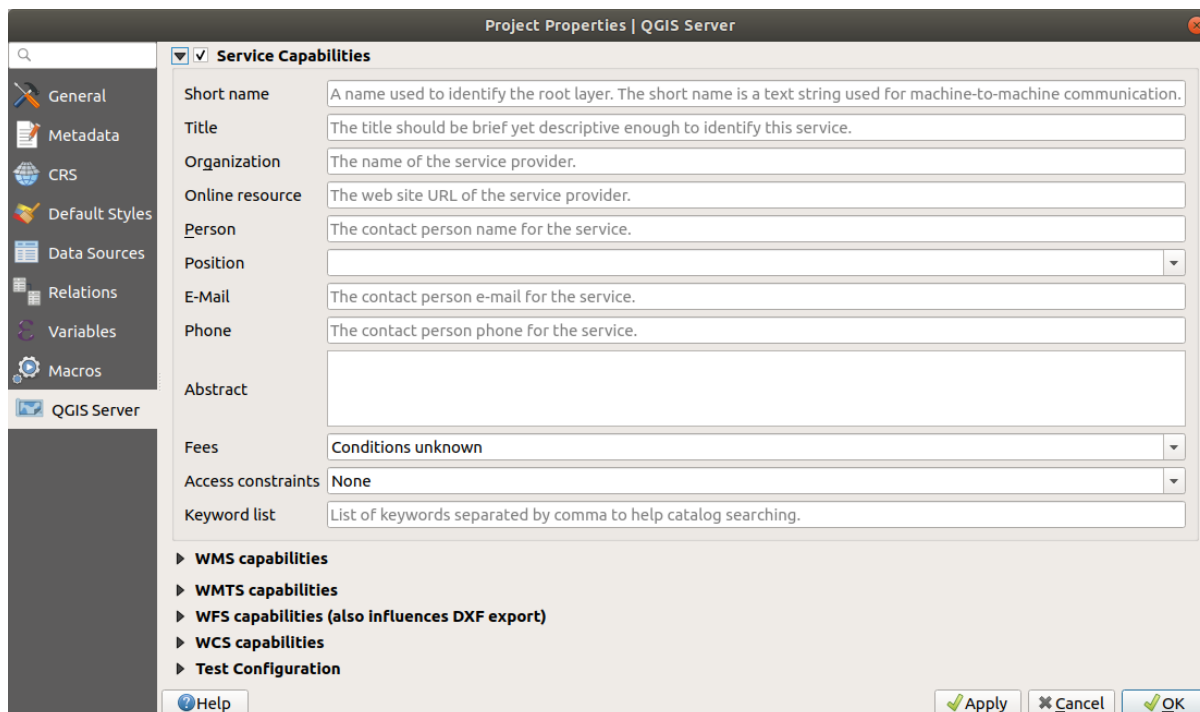 Project Properties | QGIS Server
General
Metadata
CRS
Default Styles
Data Sources
Relations
Variables
Macros
QGIS Server
Service Capabilities
Short name A name used to identify the root layer. The short name is a text string used for machine-to-machine communication.
Title The title should be brief yet descriptive enough to identify this service.
Organization The name of the service provider.
Online resource The web site URL of the service provider.
Person The contact person name for the service.
Position
E-Mail The contact person e-mail for the service.
Phone The contact person phone for the service.
Abstract
Fees Conditions unknown
Access constraints None
Keyword list List of keywords separated by comma to help catalog searching.
WMS capabilities
WMTS capabilities
WFS capabilities (also influences DXF export)
WCS capabilities
Test Configuration
Help Apply Cancel OK